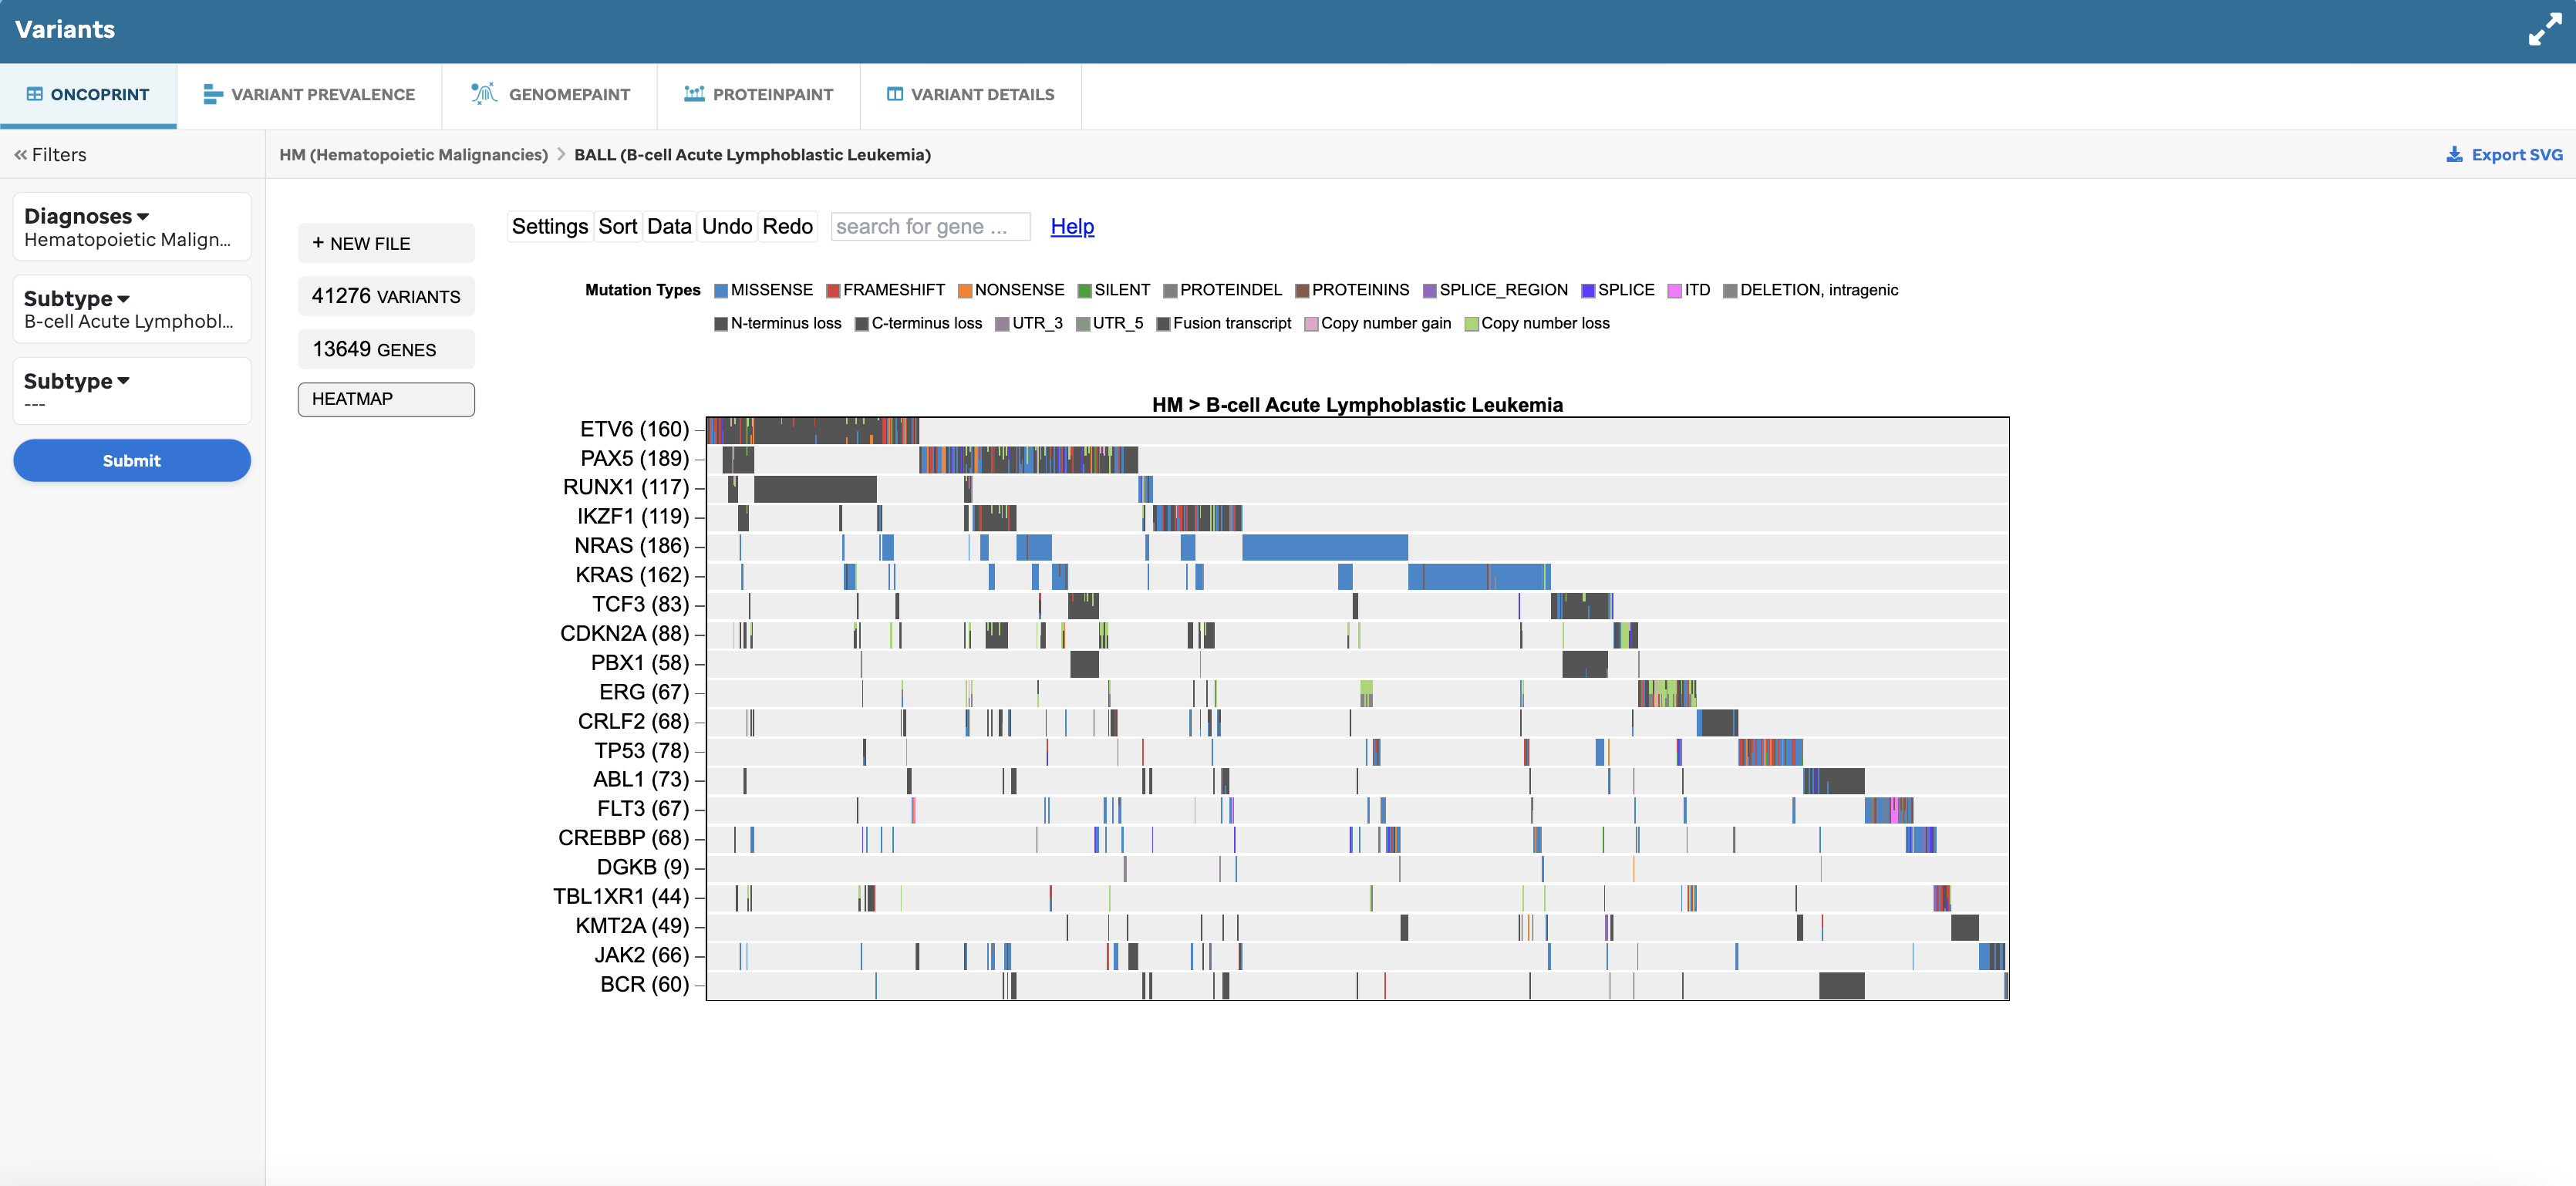 Variants
ONCOPRINT VARIANT PREVALENCE GENOMEPAINT PROTEINPAINT VARIANT DETAILS
« Filters
HM (Hematopoietic Malignancies) > BALL (B-cell Acute Lymphoblastic Leukemia)
Export SVG
Diagnoses
Hematopoietic Malign...
Subtype
B-cell Acute Lymphobl...
Subtype
---
Submit
+ NEW FILE
41276 VARIANTS
13649 GENES
HEATMAP
Settings Sort Data Undo Redo search for gene ... Help
Mutation Types MISSENSE FRAMESHIFT NONSENSE SILENT PROTEINDEL PROTEININS SPLICE_REGION SPLICE ITD DELETION, intragenic
N-terminus loss C-terminus loss UTR_3 UTR_5 Fusion transcript Copy number gain Copy number loss
HM > B-cell Acute Lymphoblastic Leukemia
ETV6 (160)
PAX5 (189)
RUNX1 (117)
IKZF1 (119)
NRAS (186)
KRAS (162)
TCF3 (83)
CDKN2A (88)
PBX1 (58)
ERG (67)
CRLF2 (68)
TP53 (78)
ABL1 (73)
FLT3 (67)
CREBBP (68)
DGKB (9)
TBL1XR1 (44)
KMT2A (49)
JAK2 (66)
BCR (60)